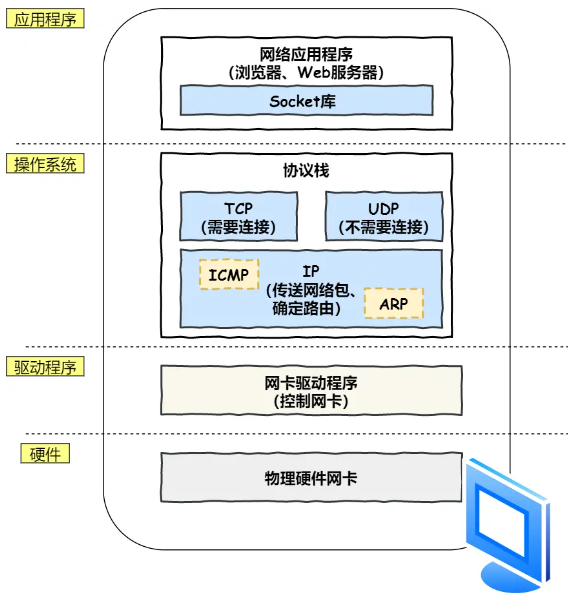 应用程序
网络应用程序
（浏览器、Web服务器）
Socket库
操作系统
协议栈
TCP
（需要连接）
UDP
（不需要连接）
ICMP
IP
（传送网络包、
确定路由）
ARP
驱动程序
网卡驱动程序
（控制网卡）
硬件
物理硬件网卡